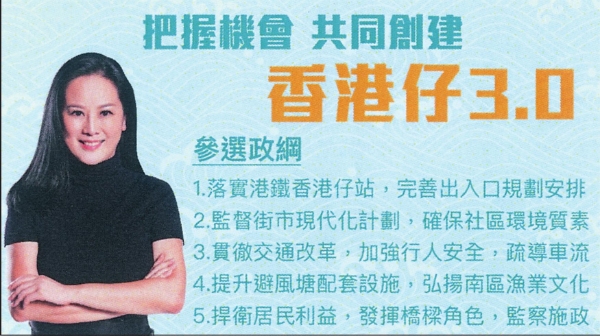 把握機會 共同創建
香港仔3.0
參選政綱
1.落實港鐵香港仔站，完善出入口規劃安排
2.監督街市現代化計劃，確保社區環境質素
3.貫徹交通改革，加強行人安全，疏導車流
4.提升避風塘配套設施，弘揚南區漁業文化
5.捍衛居民利益，發揮橋樑角色，監察施政